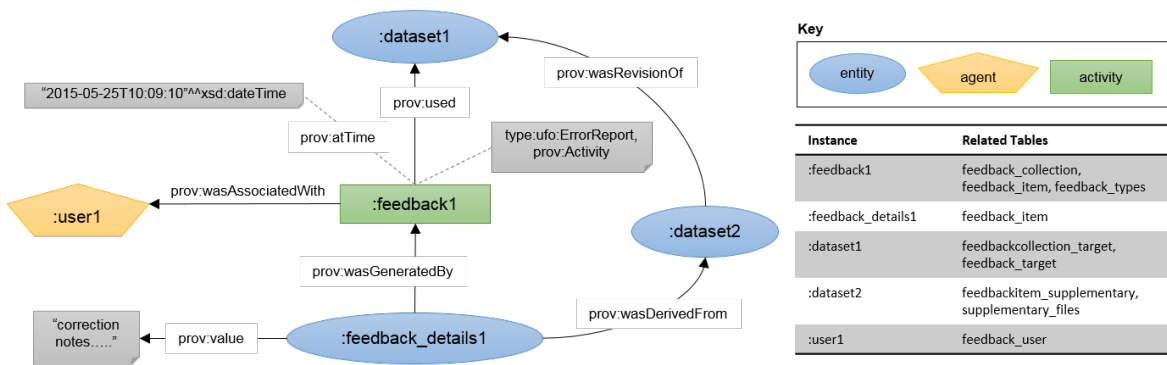 :dataset1
prov:wasRevisionOf
"2015-05-25T10:09:10"^^xsd:dateTime
prov:used
prov:atTime
type:ufo:ErrorReport,
prov:Activity
prov:wasAssociatedWith
:user1
:feedback1
:dataset2
prov:wasGeneratedBy
prov:wasDerivedFrom
"correction
notes....."
prov:value
:feedback_details1
Key
entity
agent
activity
Instance Related Tables
:feedback1 feedback_collection,
feedback_item, feedback_types
:feedback_details1 feedback_item
:dataset1 feedbackcollection_target,
feedback_target
:dataset2 feedbackitem_supplementary,
supplementary_files
:user1 feedback_user